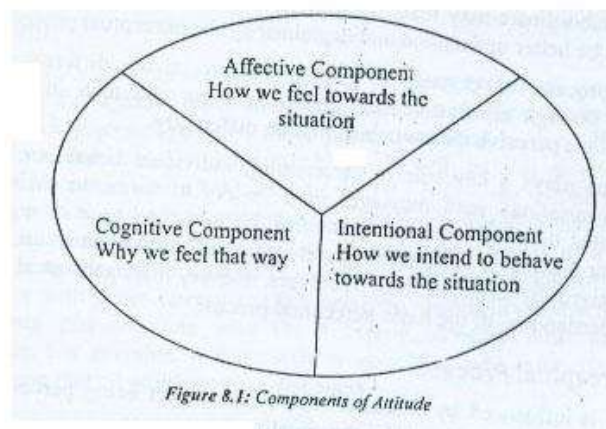 Affective Component
How we feel towards the
situation
Cognitive Component
Why we feel that way
Intentional Component
How we intend to behave
towards the situation
Figure 8.1: Components of Attitude